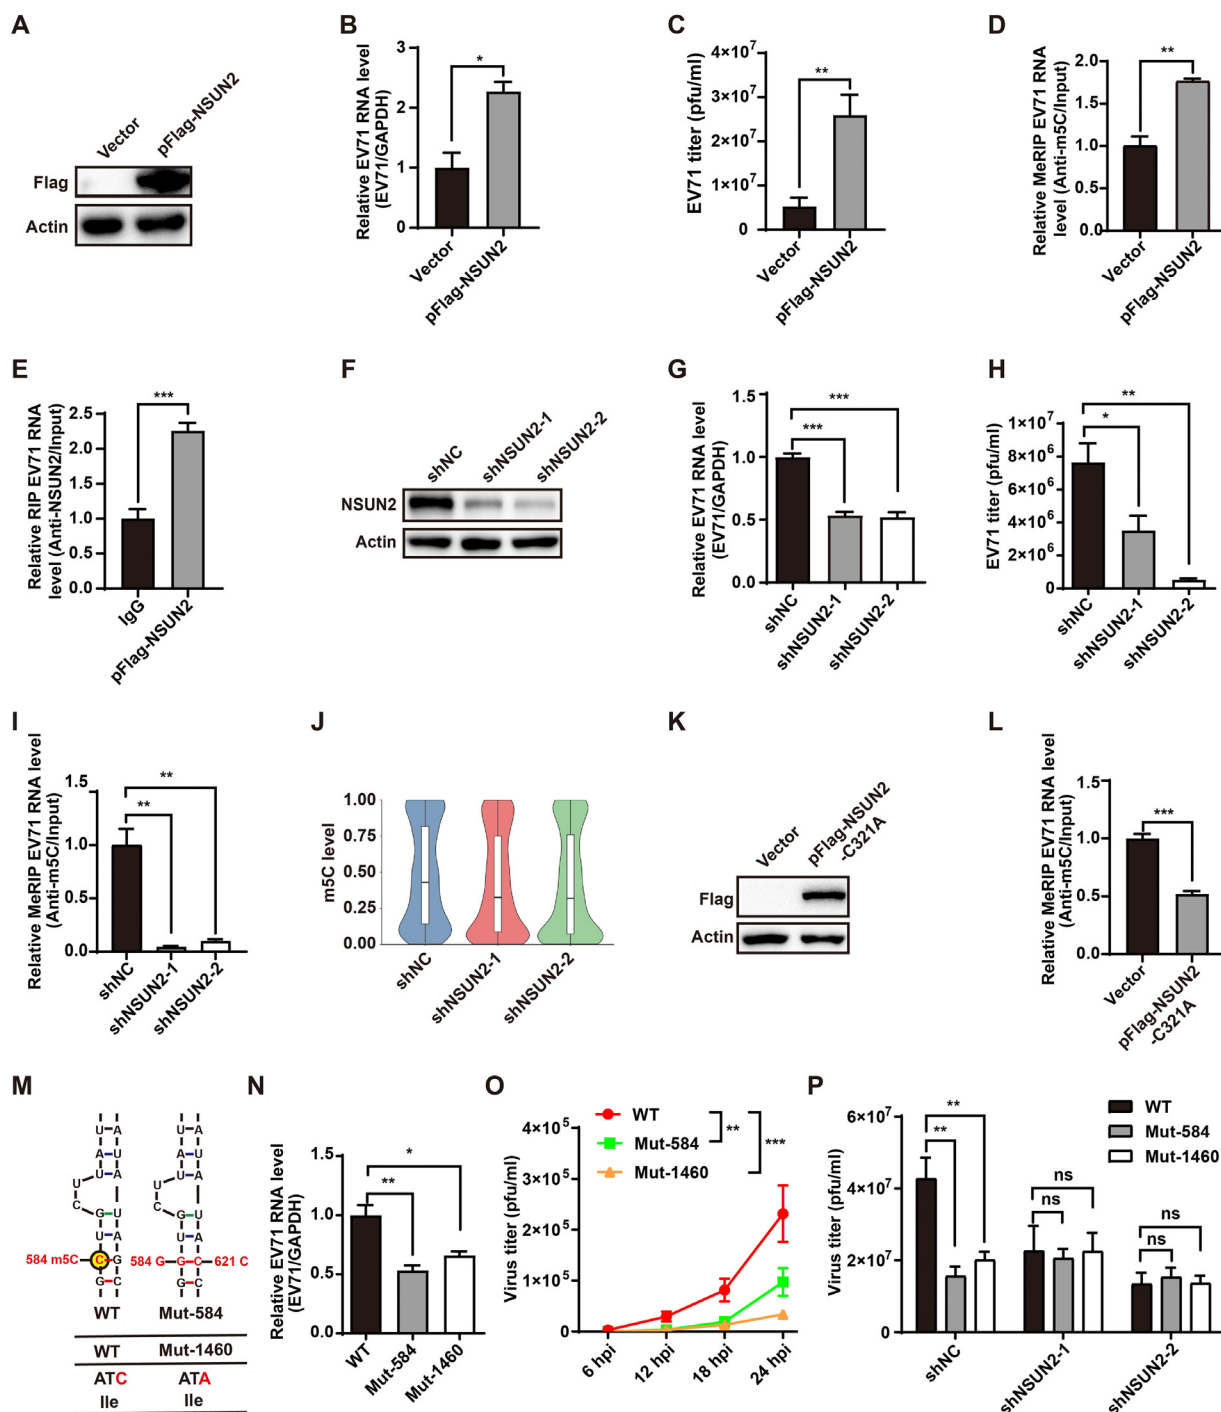 A
Vector
pFlag-NSUN2
Flag
Actin
B
Relative EV71 RNA level
(EV71/GAPDH)
3
2
1
0
*
Vector
pFlag-NSUN2
C
EV71 titer (pfu/ml)
4×10⁷
3×10⁷
2×10⁷
1×10⁷
0
**
Vector
pFlag-NSUN2
D
Relative MeRIP EV71 RNA
level (Anti-m5C/Input)
2.0
1.5
1.0
0.5
0.0
**
Vector
pFlag-NSUN2
E
Relative RIP EV71 RNA
level (Anti-NSUN2/Input)
2.5
2.0
1.5
1.0
0.5
0.0
***
IgG
pFlag-NSUN2
F
shNC
shNSUN2-1
shNSUN2-2
NSUN2
Actin
G
Relative EV71 RNA level
(EV71/GAPDH)
1.5
1.0
0.5
0.0
***
***
shNC
shNSUN2-1
shNSUN2-2
H
EV71 titer (pfu/ml)
1×10⁷
8×10⁶
6×10⁶
4×10⁶
2×10⁶
0
**
*
shNC
shNSUN2-1
shNSUN2-2
I
Relative MeRIP EV71 RNA level
(Anti-m5C/Input)
1.5
1.0
0.5
0.0
**
**
shNC
shNSUN2-1
shNSUN2-2
J
m5C level
1.00
0.75
0.50
0.25
0.00
shNC
shNSUN2-1
shNSUN2-2
K
Vector
pFlag-NSUN2
-C321A
Flag
Actin
L
Relative MeRIP EV71 RNA level
(Anti-m5C/Input)
1.5
1.0
0.5
0.0
***
Vector
pFlag-NSUN2
-C321A
M
U A U A
A U A U
U
U
C
G U
U A
584 m5C C G
G C
WT
U A U A
A U A U
U
U
C
G U
U A
584 G G C 621 C
G C
Mut-584
WT Mut-1460
ATC ATA
Ile Ile
N
Relative EV71 RNA level
(EV71/GAPDH)
1.5
1.0
0.5
0.0
*
**
WT
Mut-584
Mut-1460
O
Virus titer (pfu/ml)
4×10⁵
3×10⁵
2×10⁵
1×10⁵
0
WT
Mut-584
Mut-1460
**
***
6 hpi
12 hpi
18 hpi
24 hpi
P
Virus titer (pfu/ml)
6×10⁷
4×10⁷
2×10⁷
0
WT
Mut-584
Mut-1460
**
**
ns
ns
ns
ns
shNC
shNSUN2-1
shNSUN2-2